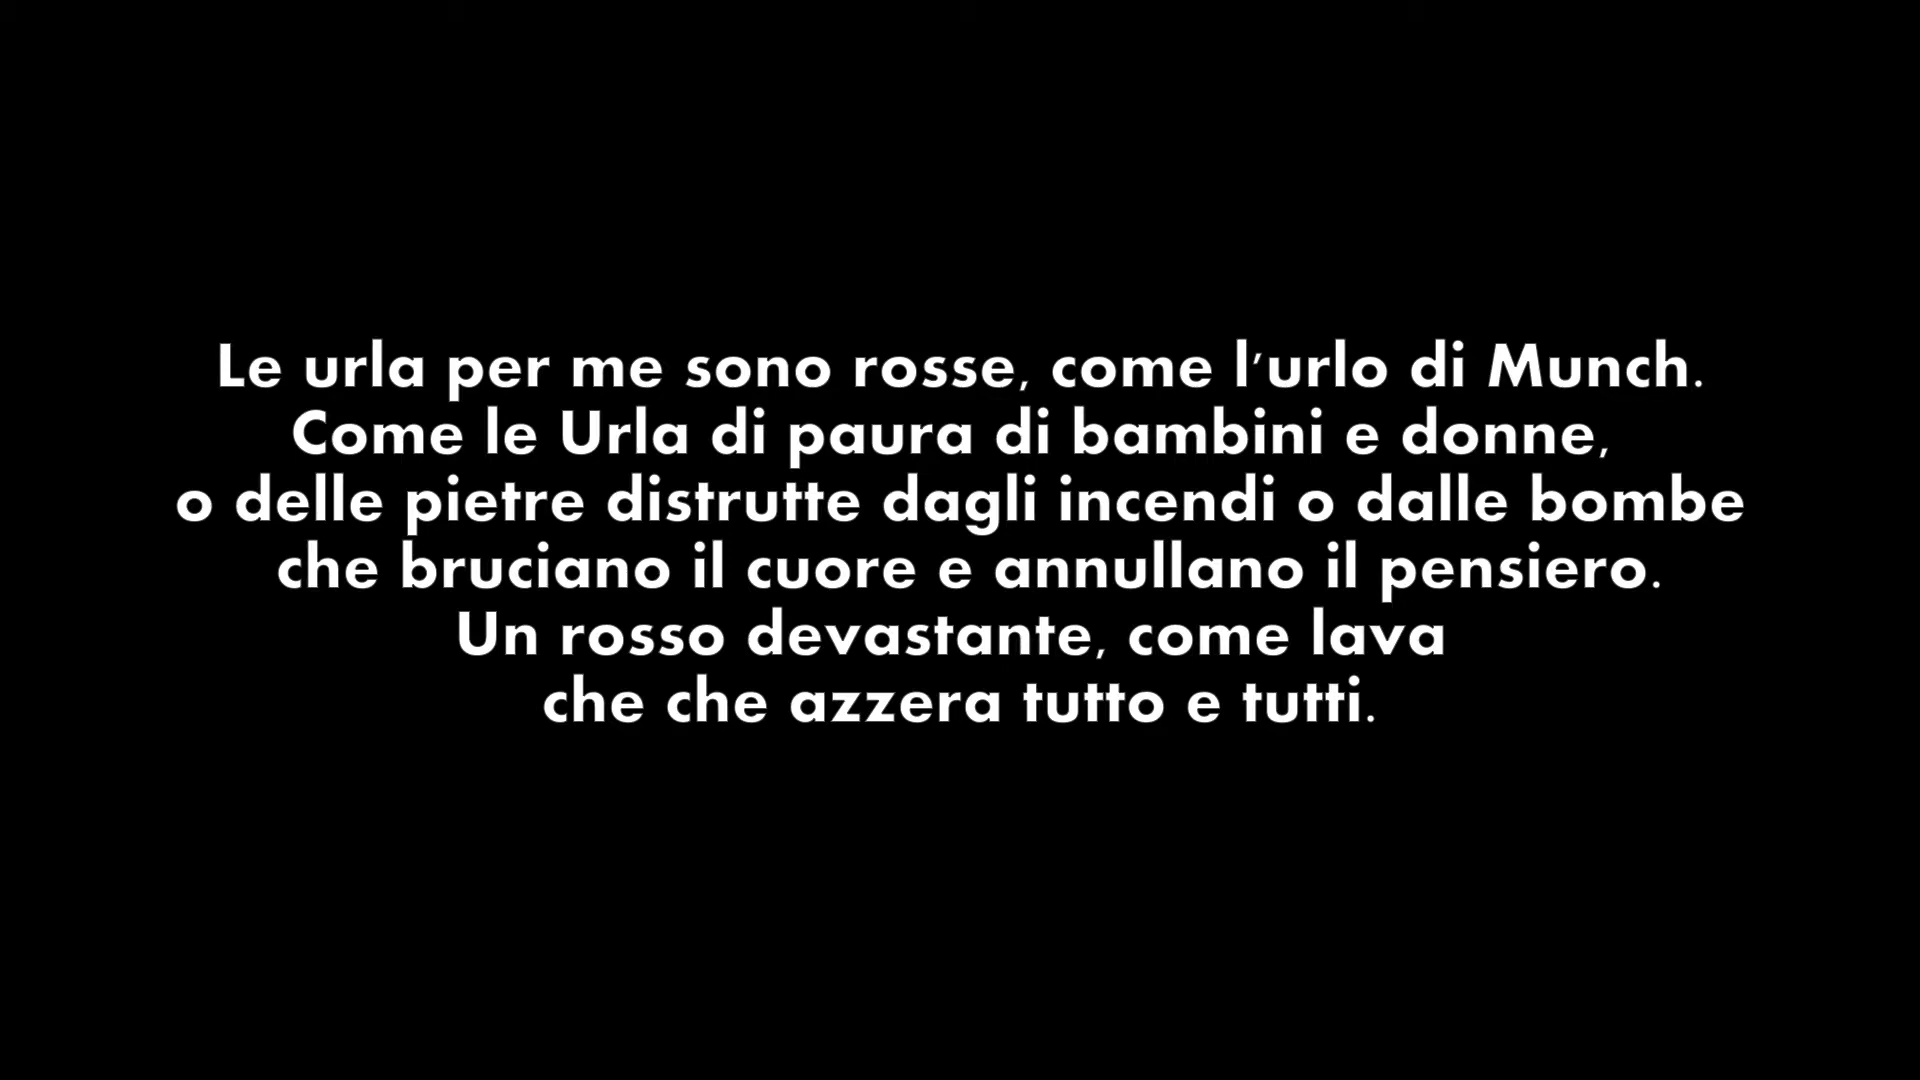 Le urla per me sono rosse, come l'urlo di Munch.
Come le Urla di paura di bambini e donne,
o delle pietre distrutte dagli incendi o dalle bombe
che bruciano il cuore e annullano il pensiero.
Un rosso devastante, come lava
che che azzera tutto e tutti.